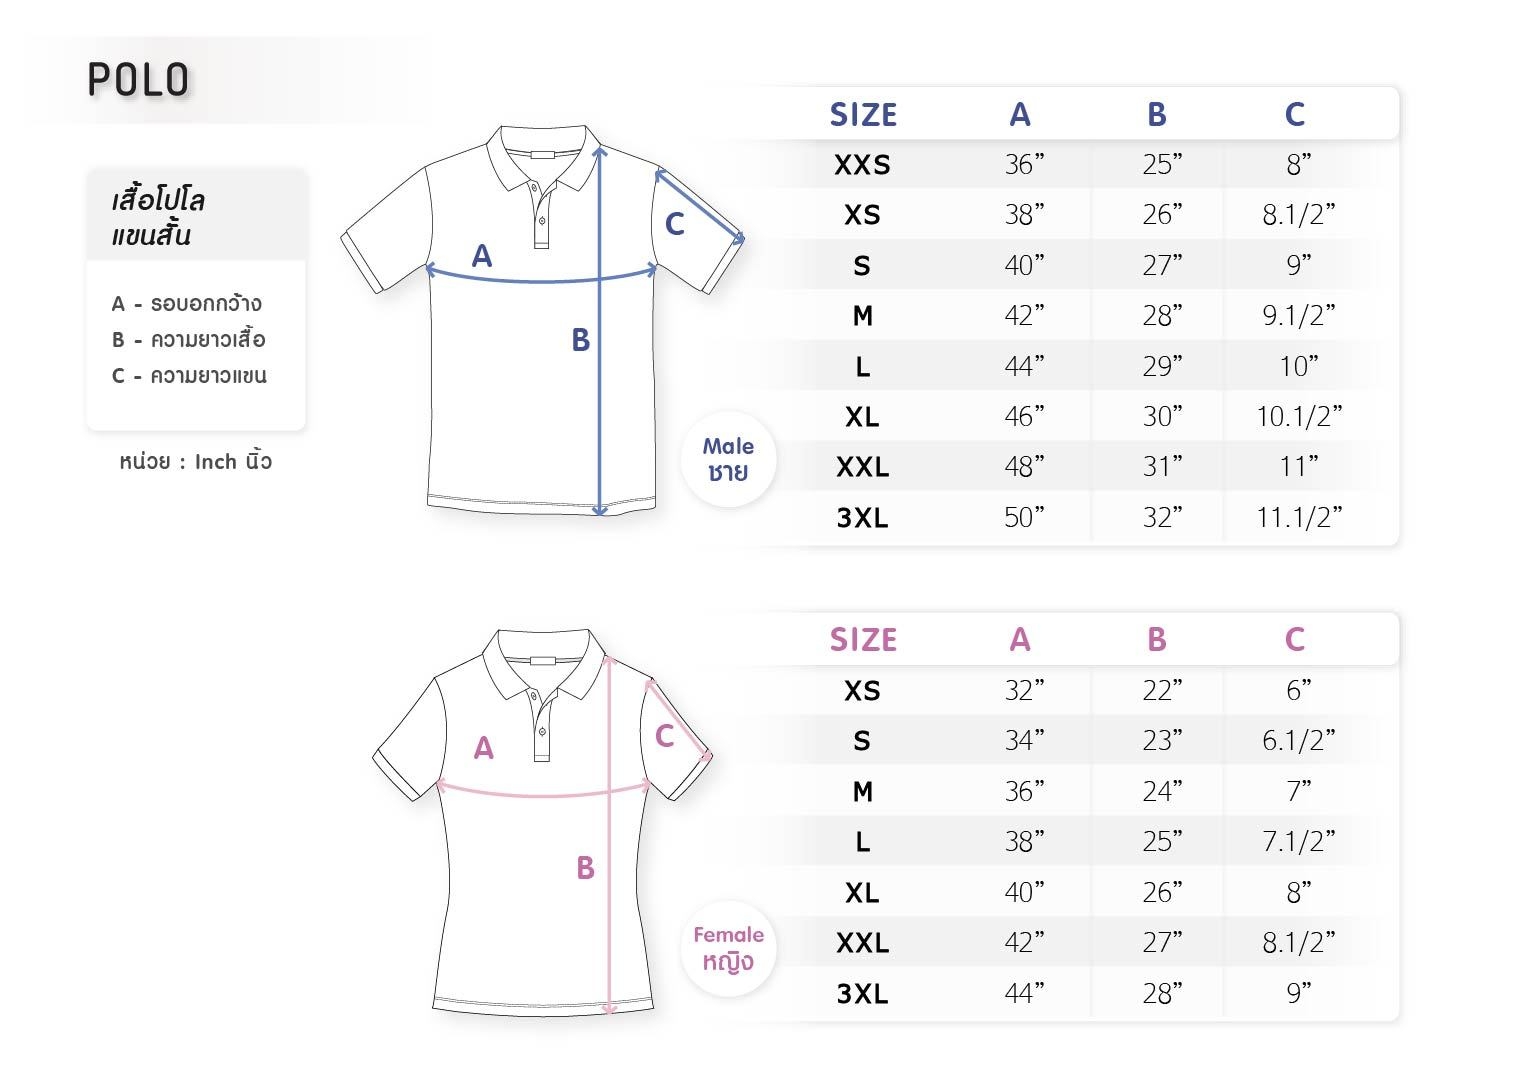 POLO
เสื้อโปโล
แขนสั้น
A - รอบอกกว้าง
B - ความยาวเสื้อ
C - ความยาวแขน
หน่วย : Inch นิ้ว
A
B
C
Male
ชาย
SIZE A B C
XXS 36” 25” 8”
XS 38” 26” 8.1/2”
S 40” 27” 9”
M 42” 28” 9.1/2”
L 44” 29” 10”
XL 46” 30” 10.1/2”
XXL 48” 31” 11”
3XL 50” 32” 11.1/2”
A
B
C
Female
หญิง
SIZE A B C
XS 32” 22” 6”
S 34” 23” 6.1/2”
M 36” 24” 7”
L 38” 25” 7.1/2”
XL 40” 26” 8”
XXL 42” 27” 8.1/2”
3XL 44” 28” 9”